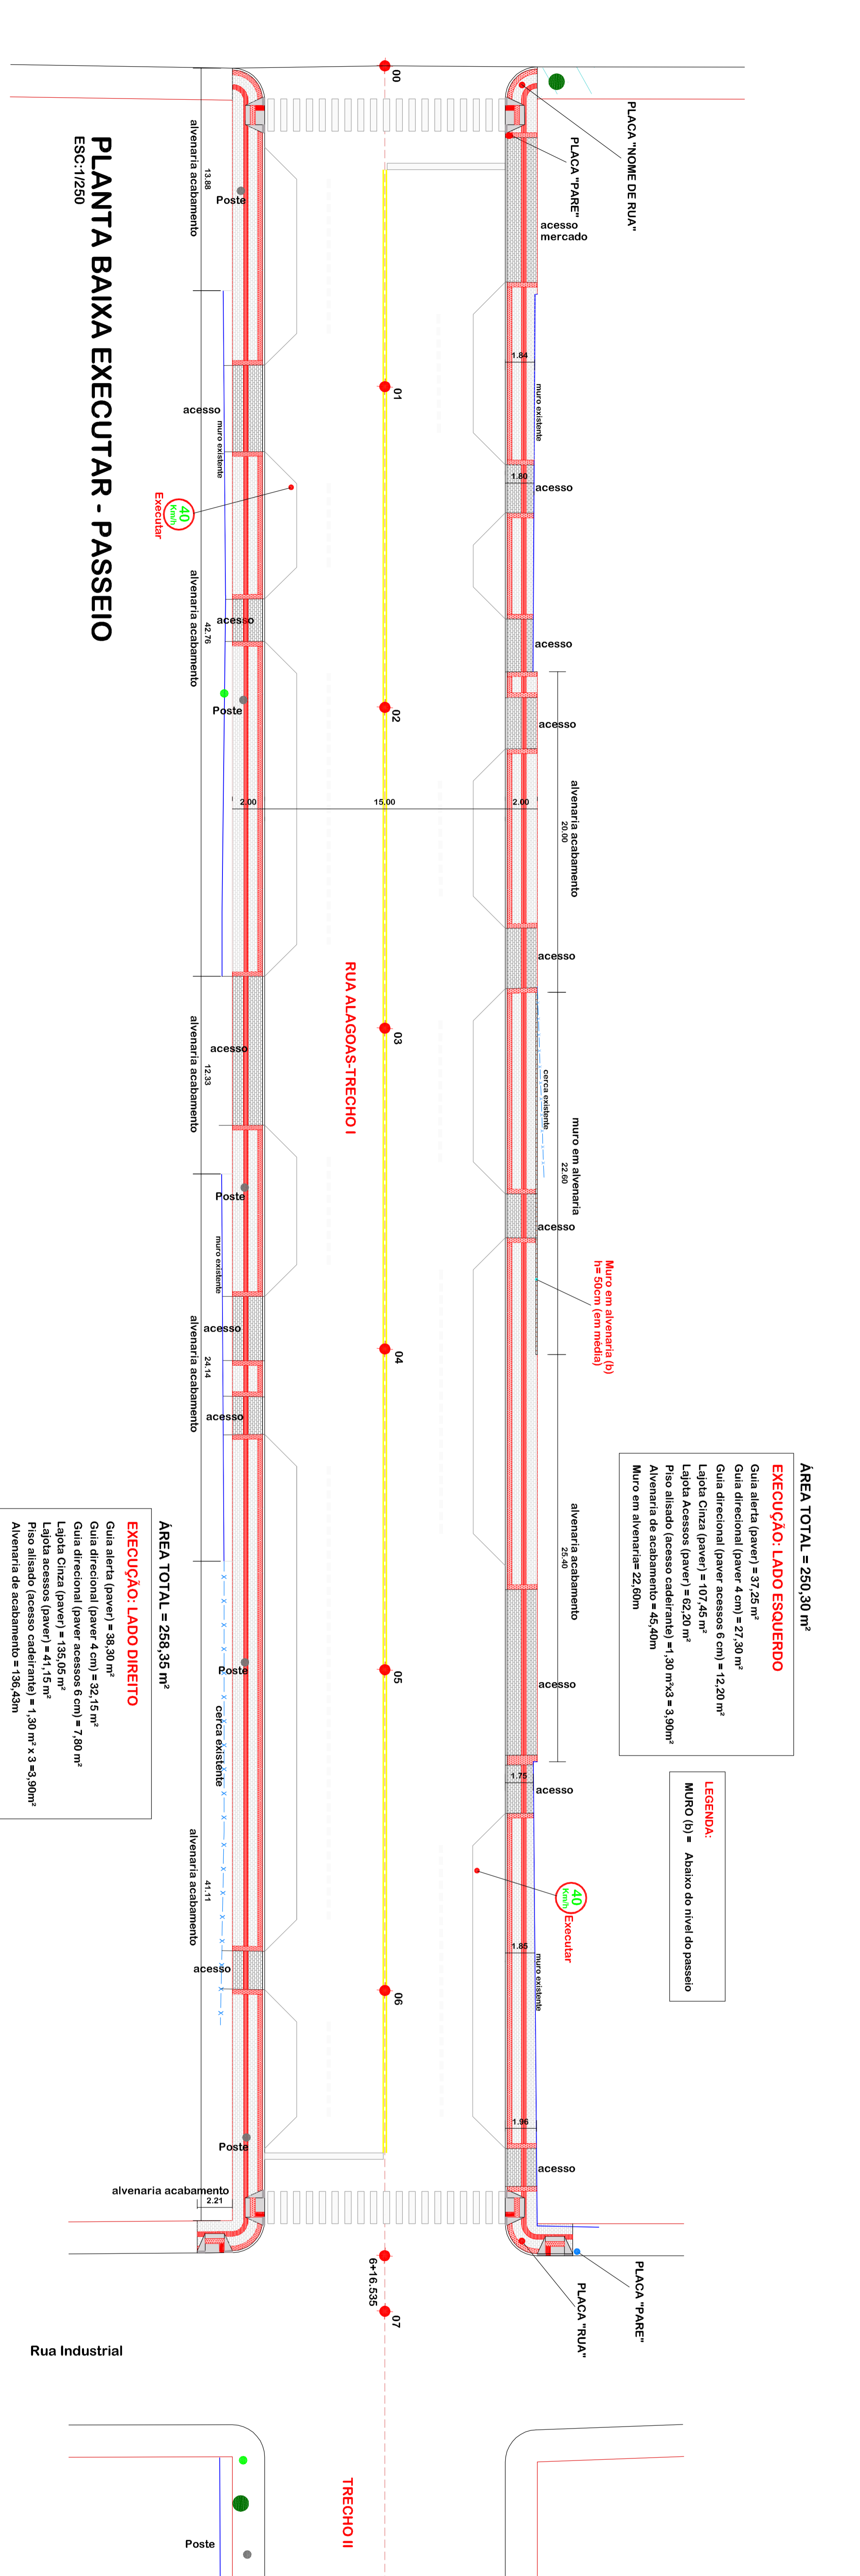 PLANTA BAIXA EXECUTAR - PASSEIO
ESC:1/250
00
01
02
03
04
05
06
6+16.535
07
PLACA "NOME DE RUA"
PLACA "PARE"
acesso
mercado
1.84
muro existente
1.80
acesso
acesso
acesso
alvenaria acabamento
20.00
2.00
15.00
2.00
acesso
cerca existente
muro em alvenaria
22.60
acesso
Muro em alvenaria (b)
h= 50cm (em média)
alvenaria acabamento
25.40
acesso
1.75
acesso
40
Km/h
Executar
1.85
muro existente
1.96
acesso
PLACA "PARE"
PLACA "RUA"
RUA ALAGOAS-TRECHO I
alvenaria acabamento
13.88
Poste
acesso
muro existente
40
Km/h
Executar
alvenaria acabamento
42.76
acesso
Poste
alvenaria acabamento
12.33
acesso
Poste
muro existente
alvenaria acabamento
24.14
acesso
acesso
Poste
cerca existente
alvenaria acabamento
41.11
acesso
Poste
alvenaria acabamento
2.21
ÁREA TOTAL = 250,30 m²
EXECUÇÃO: LADO ESQUERDO
Guia alerta (paver) = 37,25 m²
Guia direcional (paver 4 cm) = 27,30 m²
Guia direcional (paver acessos 6 cm) = 12,20 m²
Lajota Cinza (paver) = 107,45 m²
Lajota Acessos (paver) = 62,20 m²
Piso alisado (acesso cadeirante) =1,30 m²x3 = 3,90m²
Alvenaria de acabamento = 45,40m
Muro em alvenaria= 22,60m
LEGENDA:
MURO (b) = Abaixo do nivel do passeio
ÁREA TOTAL = 258,35 m²
EXECUÇÃO: LADO DIREITO
Guia alerta (paver) = 38,30 m²
Guia direcional (paver 4 cm) = 32,15 m²
Guia direcional (paver acessos 6 cm) = 7,80 m²
Lajota Cinza (paver) = 135,05 m²
Lajota acessos (paver) = 41,15 m²
Piso alisado (acesso cadeirante) = 1,30 m² x 3 =3,90m²
Alvenaria de acabamento = 136,43m
Rua Industrial
TRECHO II
Poste